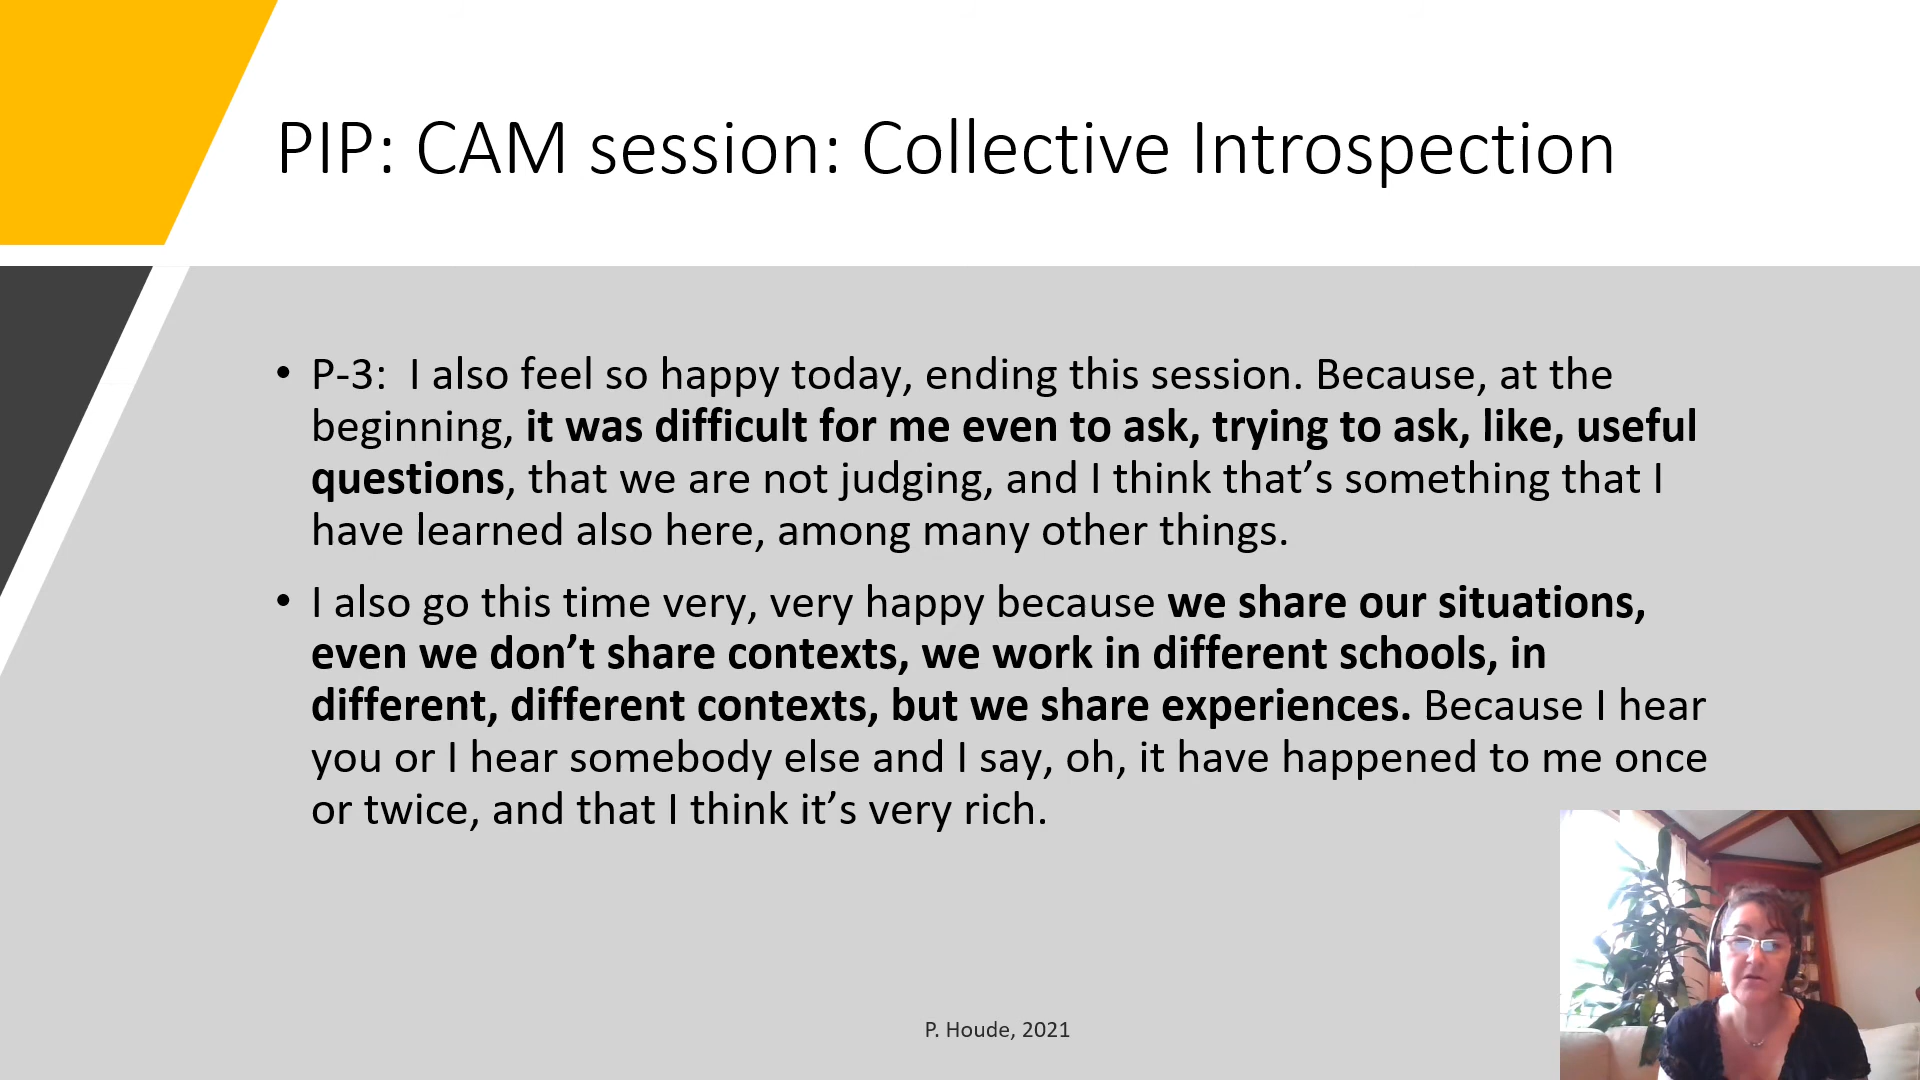 PIP: CAM session: Collective Introspection
• P-3:  I also feel so happy today, ending this session. Because, at the
beginning, it was difficult for me even to ask, trying to ask, like, useful
questions, that we are not judging, and I think that’s something that I
have learned also here, among many other things.
• I also go this time very, very happy because we share our situations,
even we don’t share contexts, we work in different schools, in
different, different contexts, but we share experiences. Because I hear
you or I hear somebody else and I say, oh, it have happened to me once
or twice, and that I think it’s very rich.
P. Houde, 2021